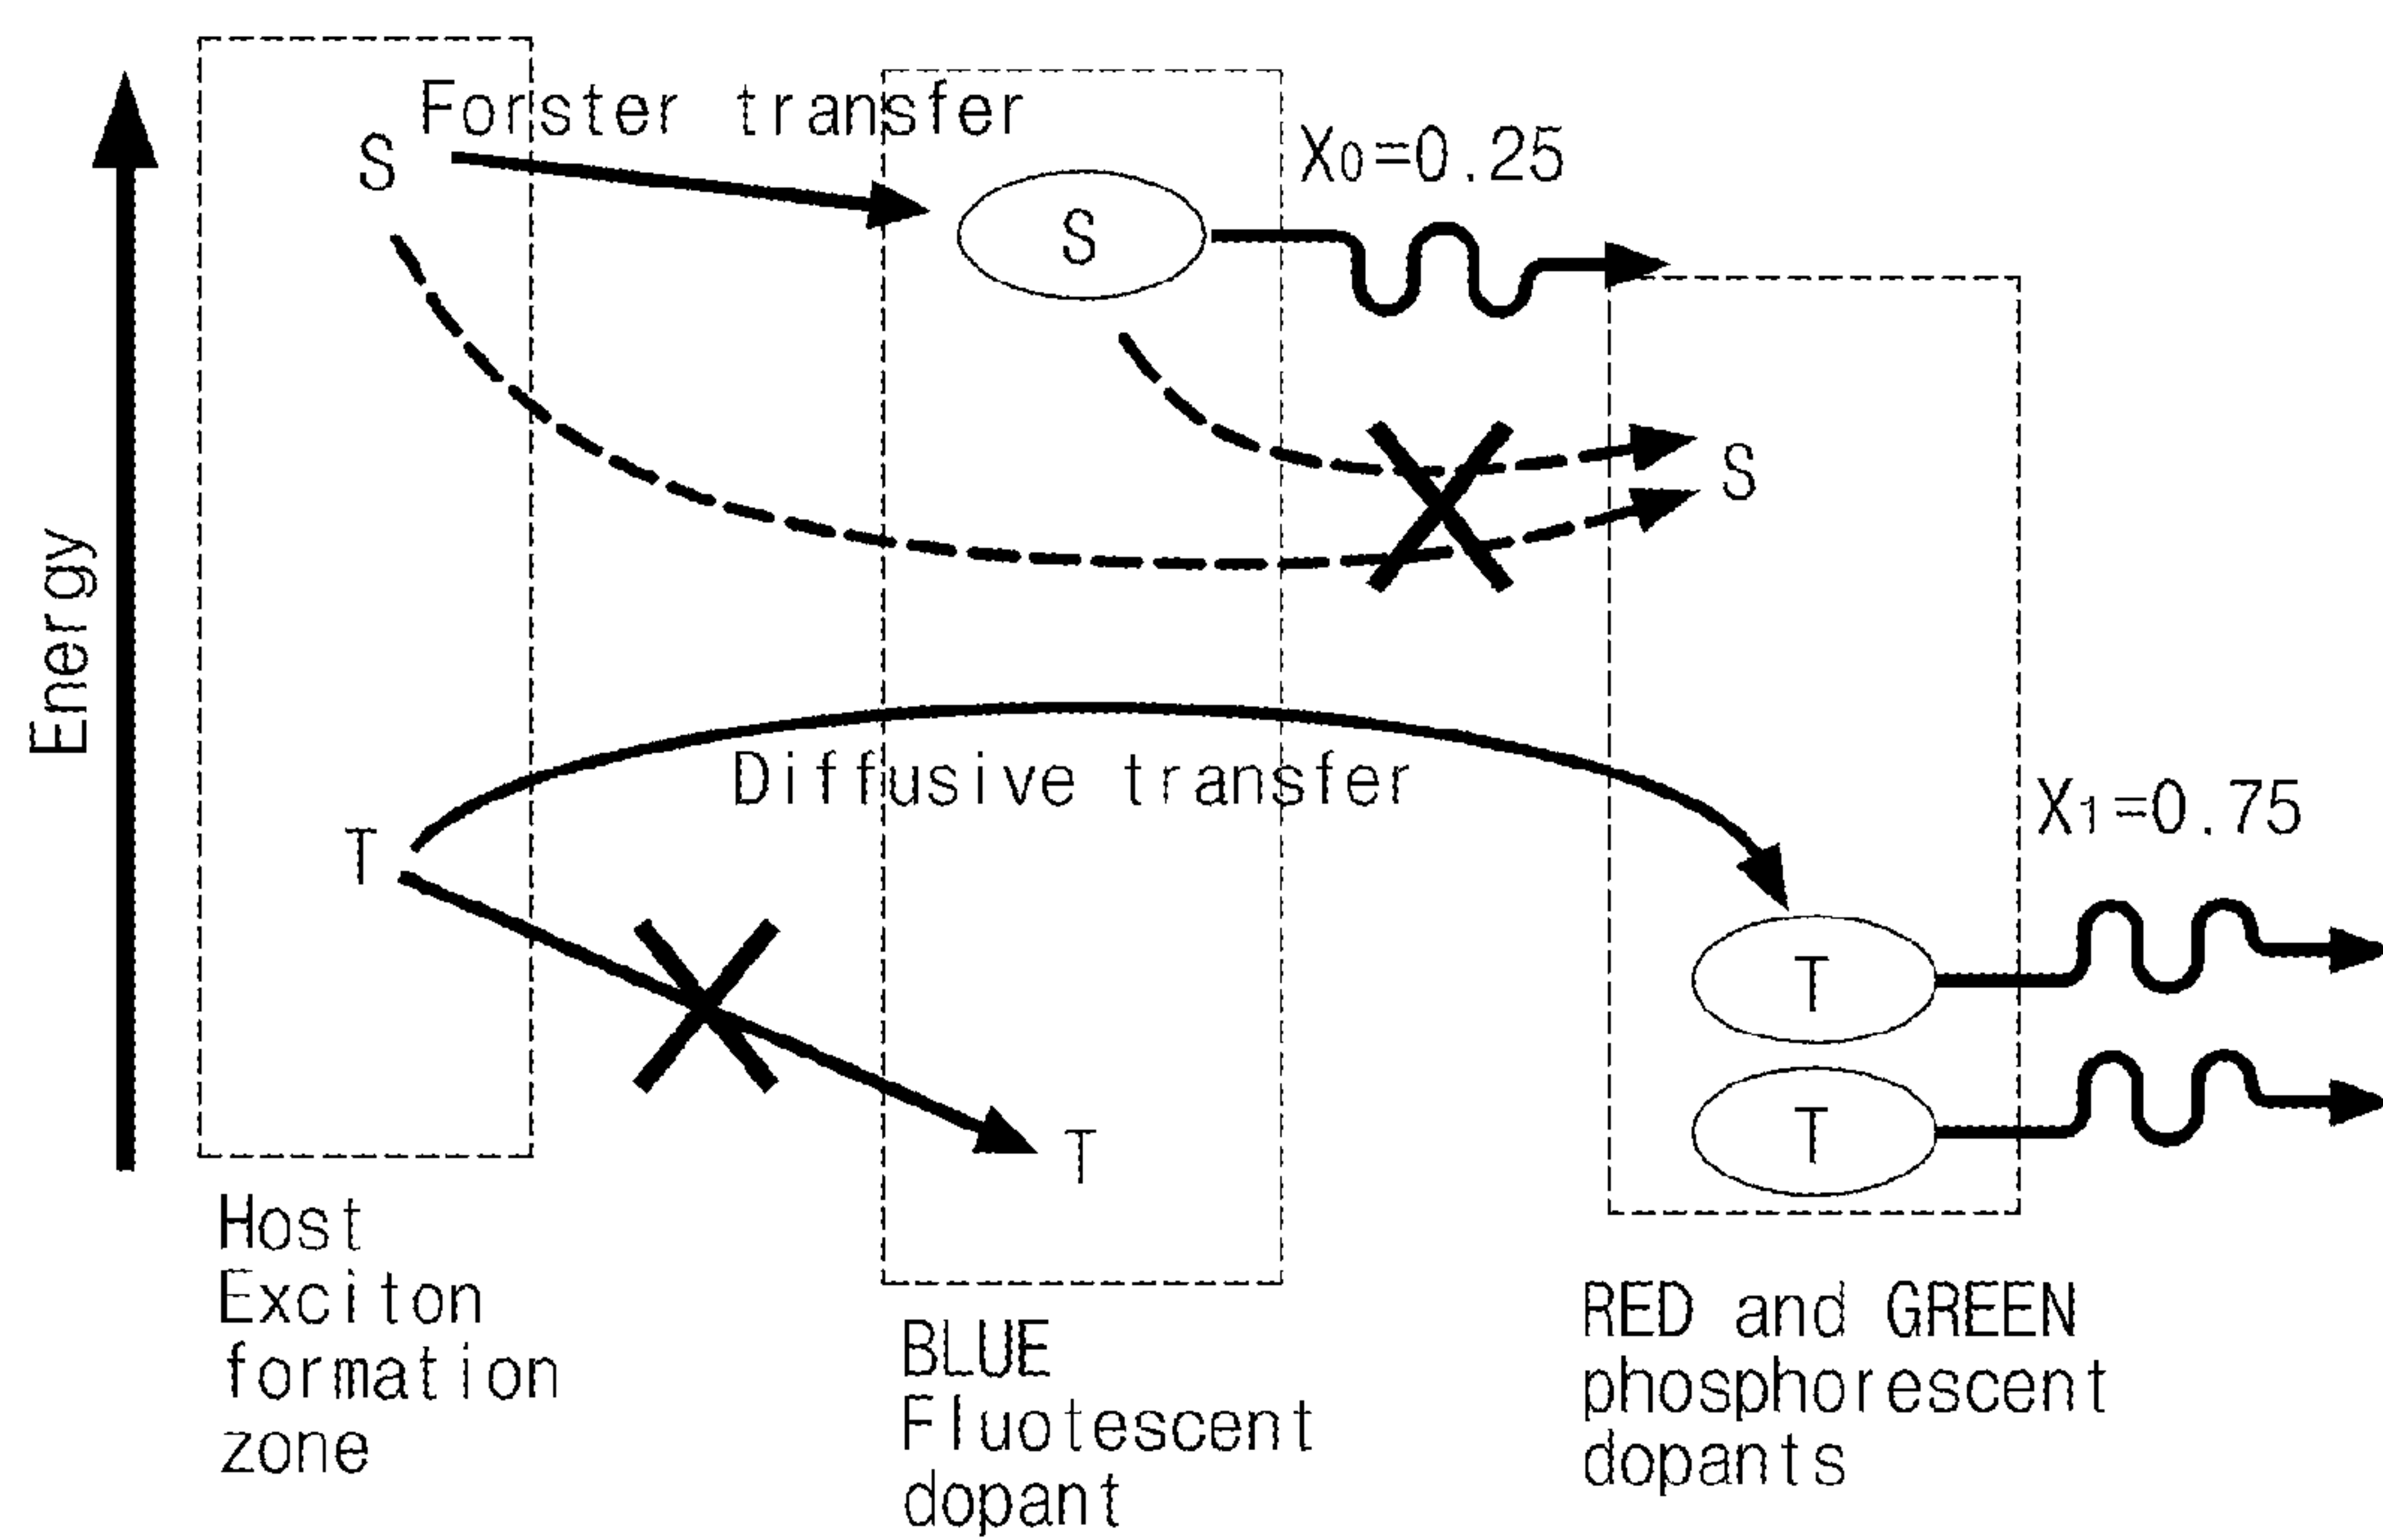 Energy
Forster transfer
S
S
X0=0.25
S
Diffusive transfer
T
T
X1=0.75
T
T
Host
Exciton
formation
zone
BLUE
Fluotescent
dopant
RED and GREEN
phosphorescent
dopants